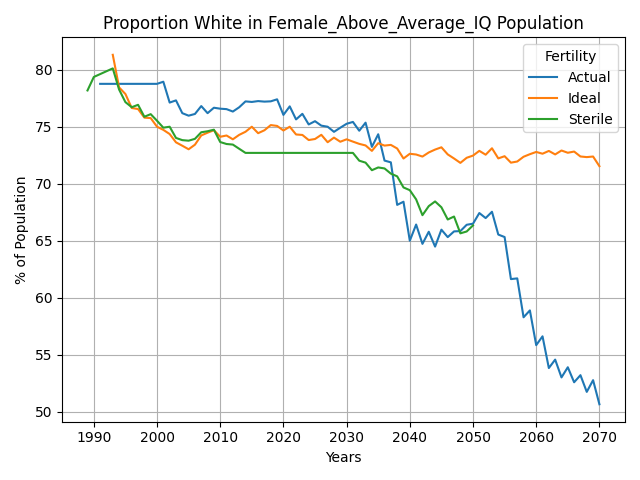 Proportion White in Female_Above_Average_IQ Population
Fertility
Actual
Ideal
Sterile
% of Population
80
75
70
65
60
55
50
1990 2000 2010 2020 2030 2040 2050 2060 2070
Years